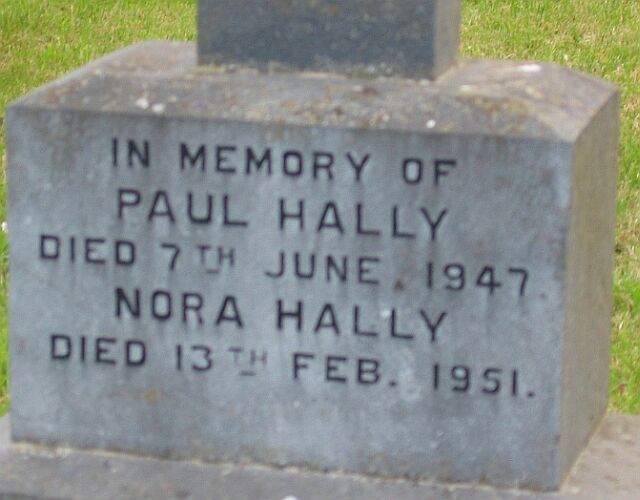 IN MEMORY OF
PAUL HALLY
DIED 7TH JUNE. 1947.
NORA HALLY
DIED 13TH FEB. 1951.